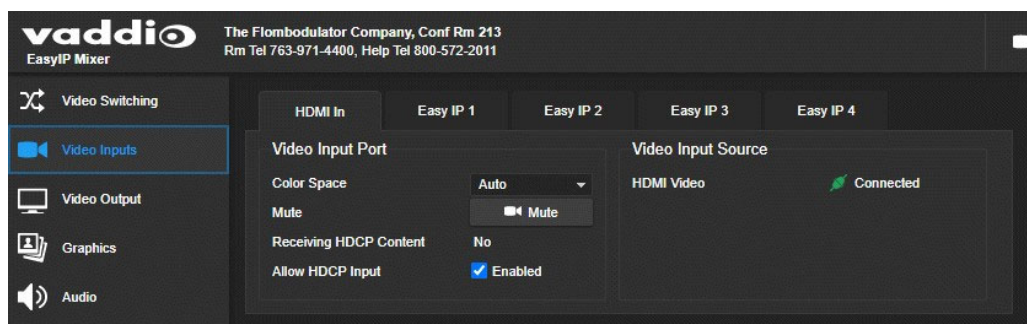 vaddio
EasyIP Mixer
The Flombodulator Company, Conf Rm 213
Rm Tel 763-971-4400, Help Tel 800-572-2011
Video Switching
Video Inputs
Video Output
Graphics
Audio
HDMI In
Easy IP 1
Easy IP 2
Easy IP 3
Easy IP 4
Video Input Port
Color Space
Auto
Mute
Mute
Receiving HDCP Content
No
Allow HDCP Input
Enabled
Video Input Source
HDMI Video
Connected